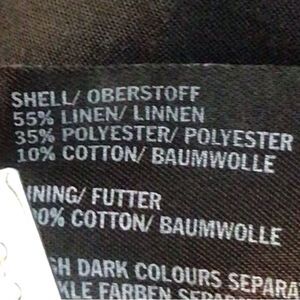 SHELL/ OBERSTOFF
55% LINEN/ LINNEN
35% POLYESTER/ POLYESTER
10% COTTON/ BAUMWOLLE
FUTTER
COTTON/ BAUMWOLLE
DARK COLOURS
FARBEN